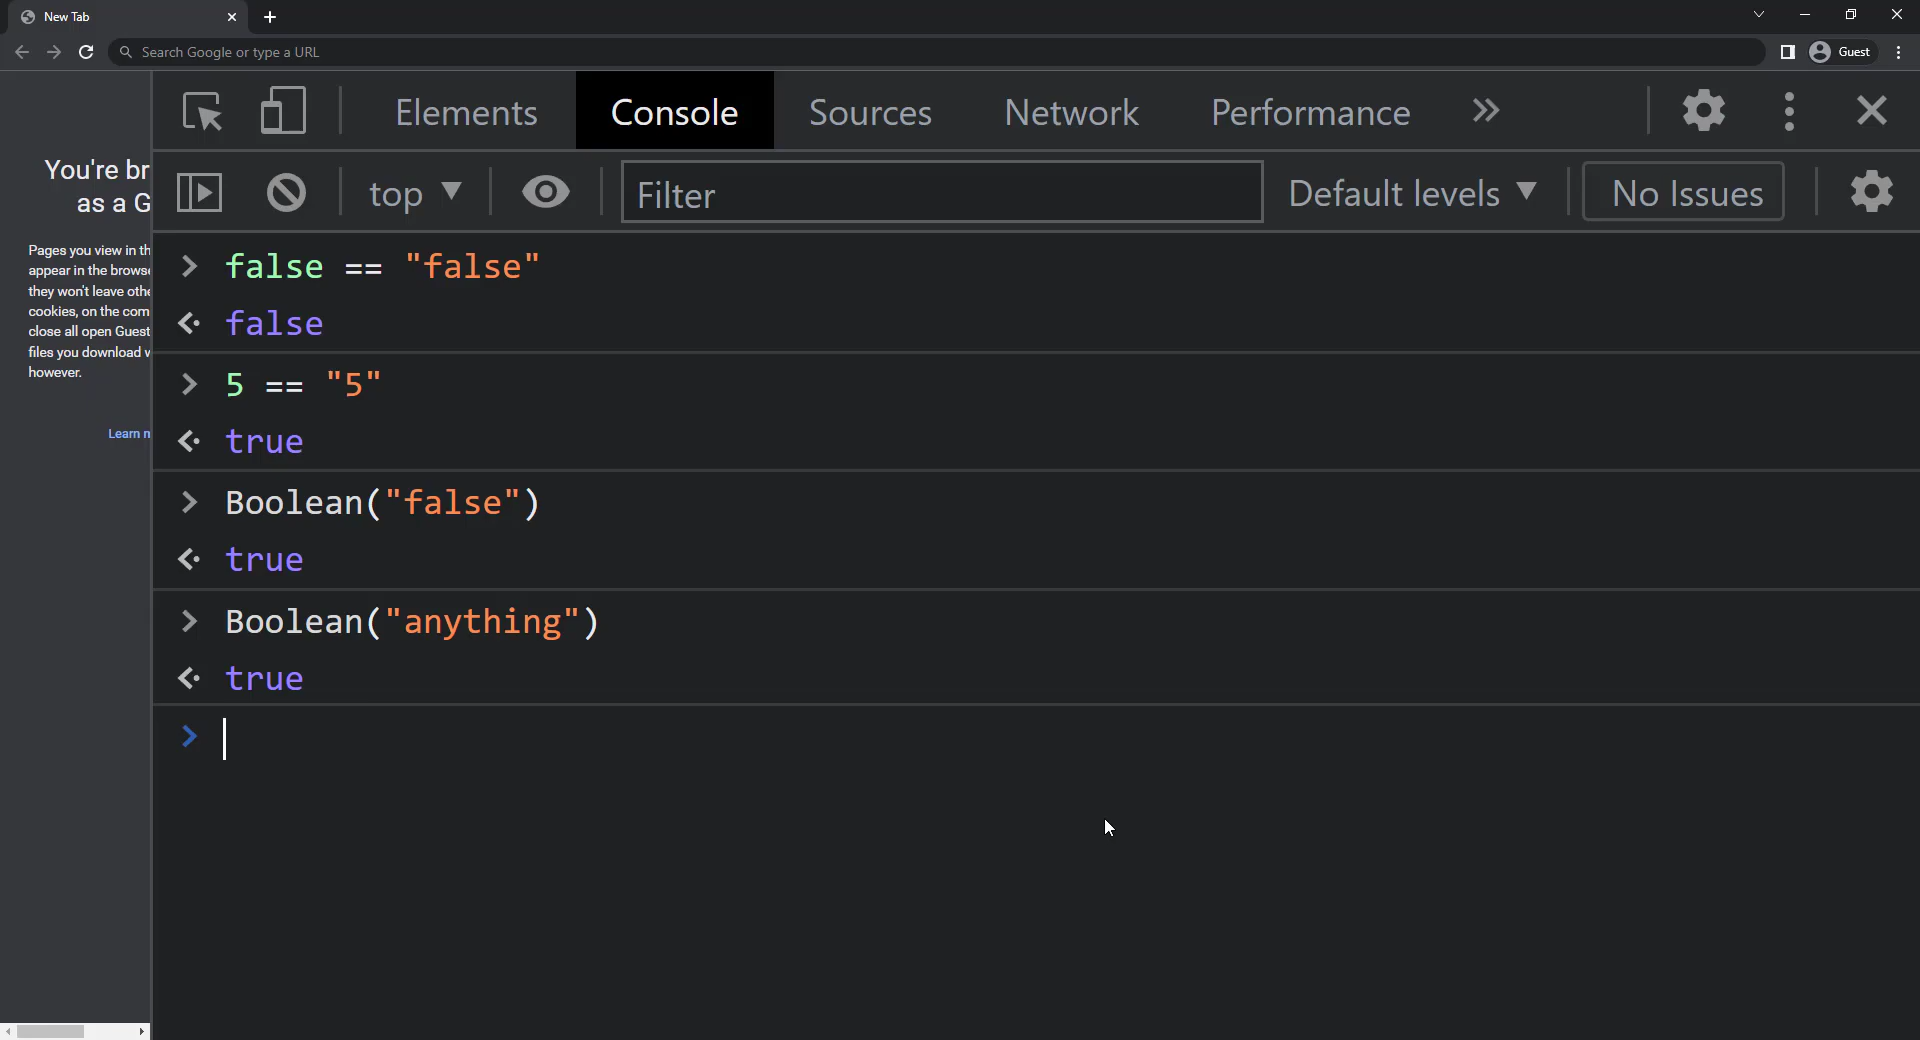 New Tab
Search Google or type a URL
Guest
Elements Console Sources Network Performance
top Filter Default levels No Issues
You're br
as a G
Pages you view in th
appear in the browse
they won't leave othe
cookies, on the com
close all open Guest
files you download w
however.
Learn m
false == "false"
false
5 == "5"
true
Boolean("false")
true
Boolean("anything")
true